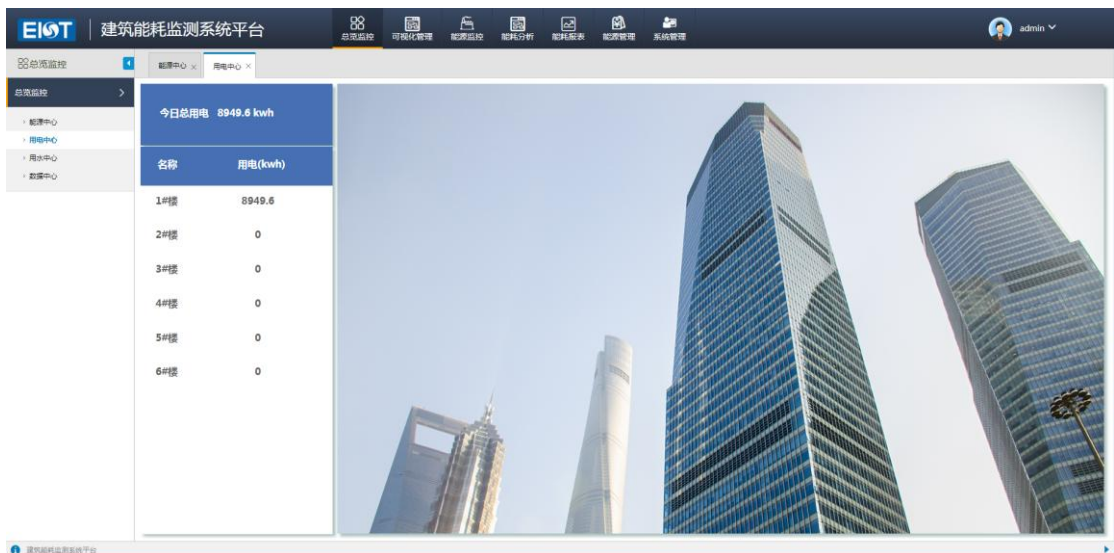 EIOT 建筑能耗监测系统平台
总览监控 可视化管理 能源监控 能耗分析 能耗报表 能源管理 系统管理
admin
总览监控
能源中心 × 用电中心 ×
总览监控
能源中心
用电中心
用水中心
数据中心
今日总用电 8949.6 kwh
名称 用电(kwh)
1#楼 8949.6
2#楼 0
3#楼 0
4#楼 0
5#楼 0
6#楼 0
建筑能耗监测系统平台